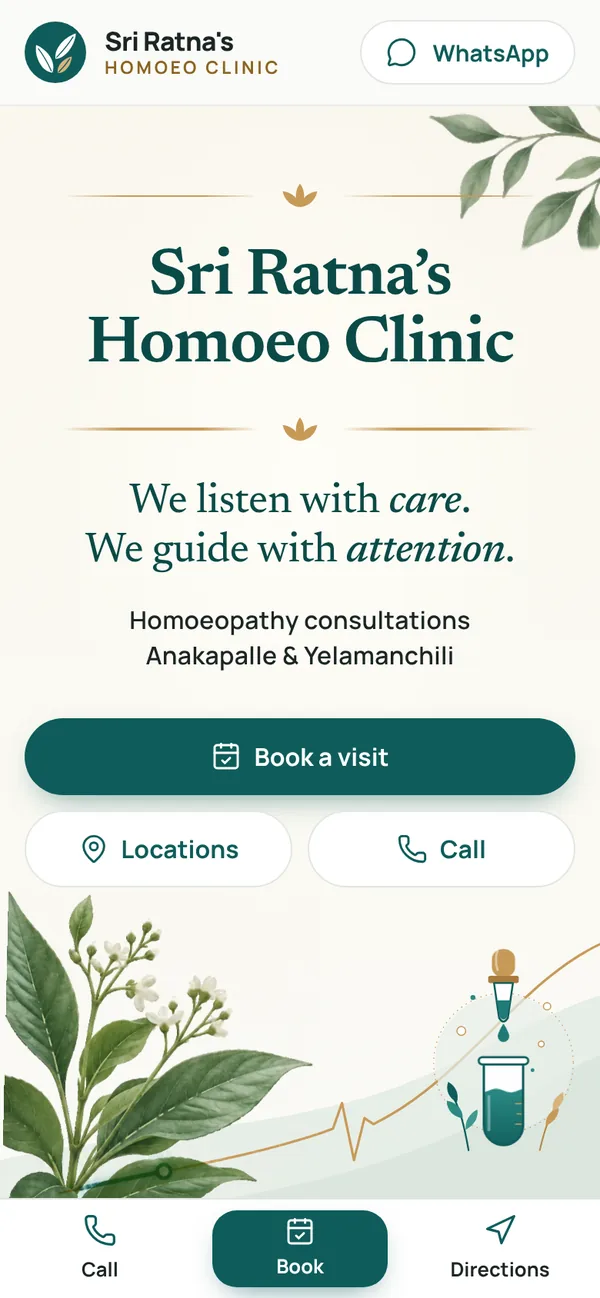 Sri Ratna's
HOMOEO CLINIC
WhatsApp
Sri Ratna’s
Homoeo Clinic
We listen with care.
We guide with attention.
Homoeopathy consultations
Anakapalle & Yelamanchili
Book a visit
Locations
Call
Call
Book
Directions